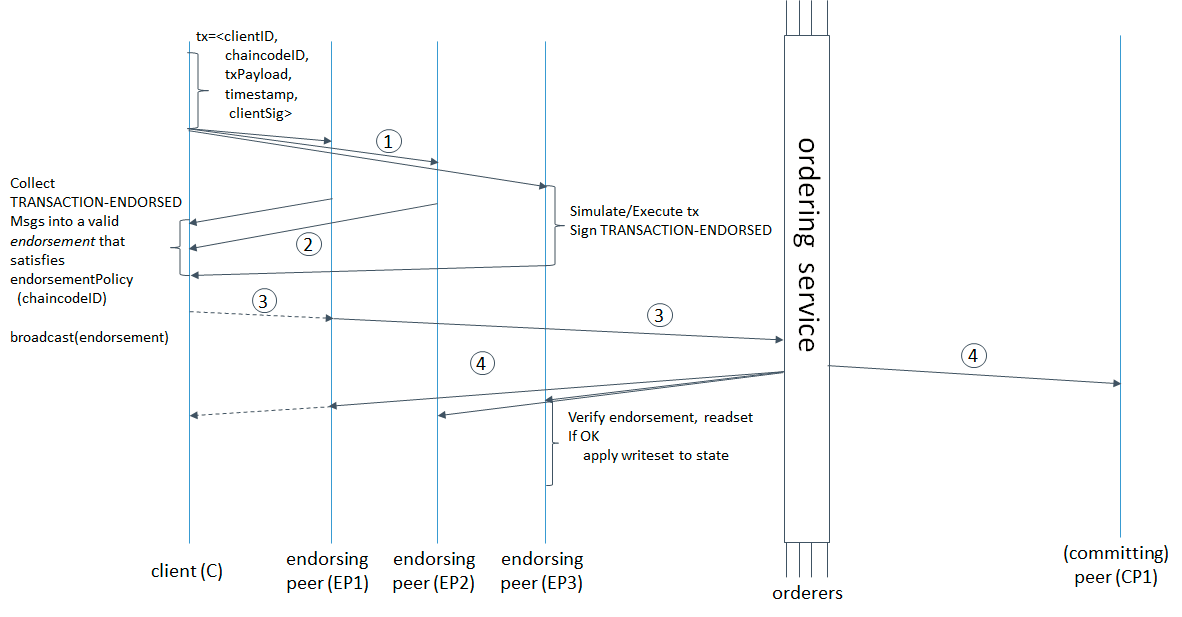 tx=<clientID,
chaincodeID,
txPayload,
timestamp,
clientSig>
1
Collect
TRANSACTION-ENDORSED
Msgs into a valid
endorsement that
satisfies
endorsementPolicy
(chaincodeID)
broadcast(endorsement)
2
Simulate/Execute tx
Sign TRANSACTION-ENDORSED
3
3
4
4
Verify endorsement, readset
If OK
apply writeset to state
ordering service
client (C)
endorsing
peer (EP1)
endorsing
peer (EP2)
endorsing
peer (EP3)
orderers
(committing)
peer (CP1)